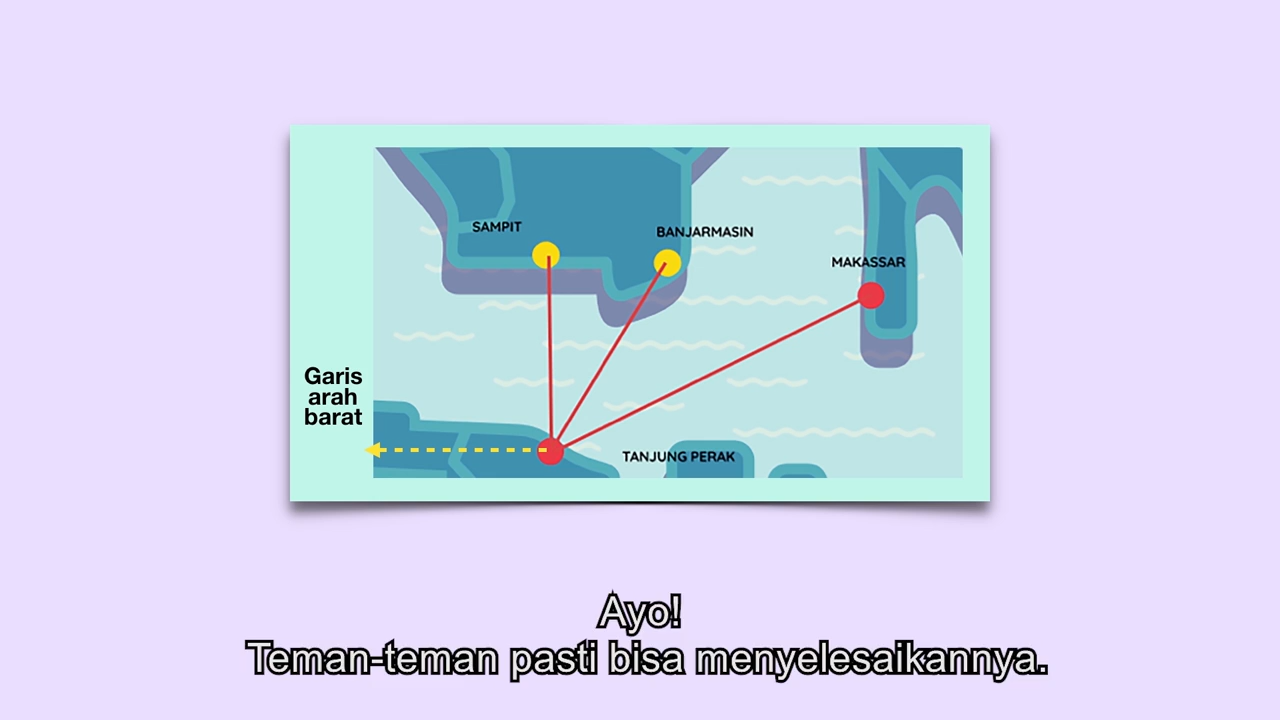 SAMPIT
BANJARMASIN
MAKASSAR
Garis
arah
barat
TANJUNG PERAK
Ayo!
Teman-teman pasti bisa menyelesaikannya.